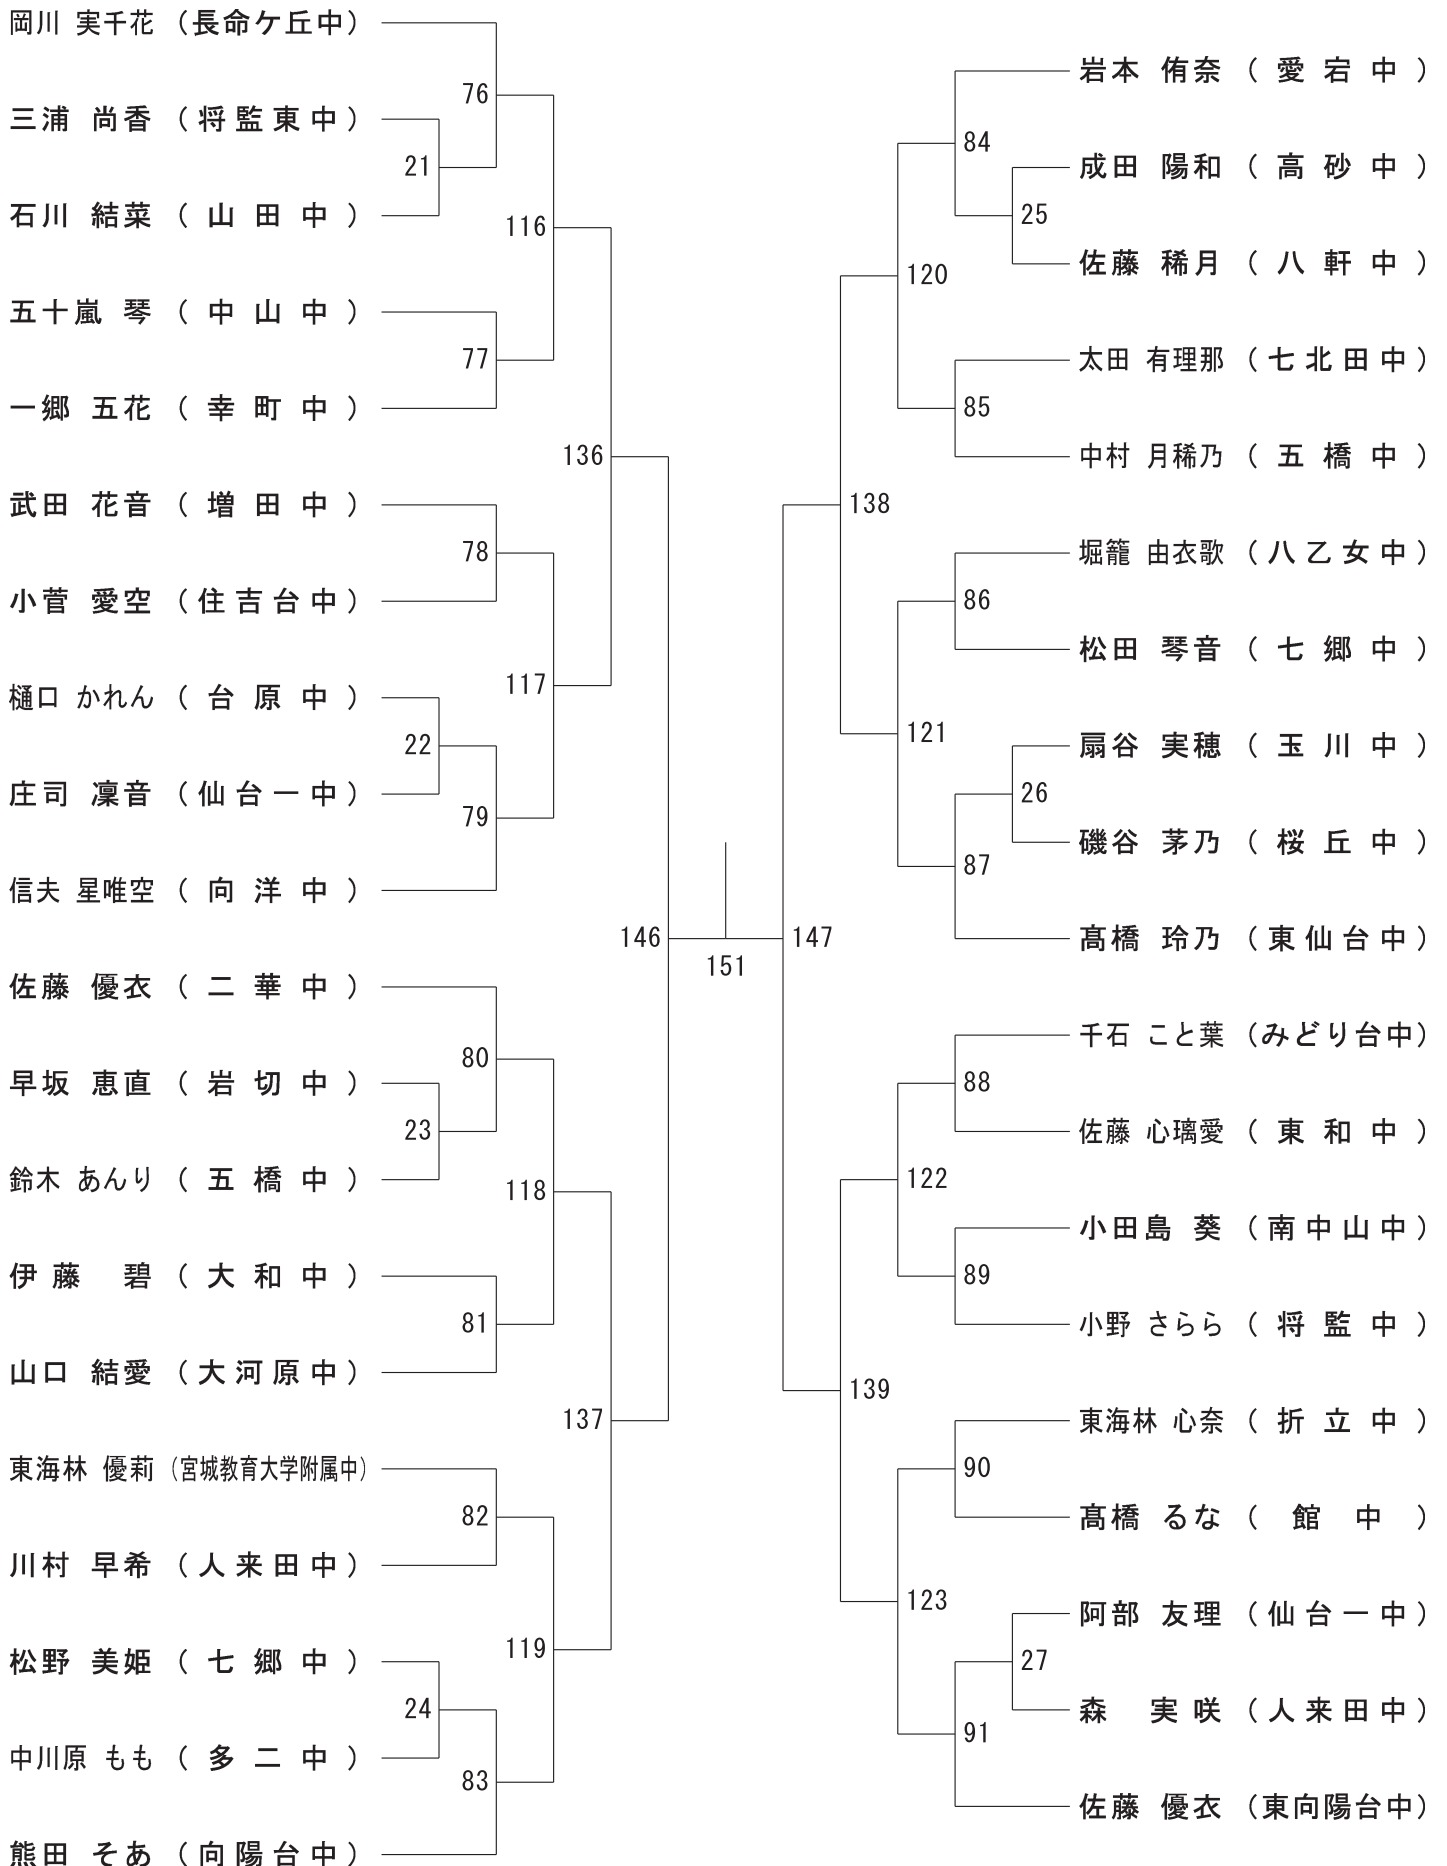 岡川 実千花 （長命ケ丘中）
三浦 尚香 （将監東中）
石川 結菜 （山田中）
五十嵐 琴 （中山中）
一郷 五花 （幸町中）
武田 花音 （増田中）
小菅 愛空 （住吉台中）
樋口 かれん （台原中）
庄司 凜音 （仙台一中）
信夫 星唯空 （向洋中）
佐藤 優衣 （二華中）
早坂 恵直 （岩切中）
鈴木 あんり （五橋中）
伊藤 碧 （大和中）
山口 結愛 （大河原中）
東海林 優莉 （宮城教育大学附属中）
川村 早希 （人来田中）
松野 美姫 （七郷中）
中川原 もも （多二中）
熊田 そあ （向陽台中）
21
22
23
24
76
77
78
79
80
81
82
83
116
117
118
119
136
137
146
151
147
138
139
120
121
122
123
84
85
86
87
88
89
90
91
25
26
27
岩本 侑奈 （愛宕中）
成田 陽和 （高砂中）
佐藤 稀月 （八軒中）
太田 有理那 （七北田中）
中村 月稀乃 （五橋中）
堀籠 由衣歌 （八乙女中）
松田 琴音 （七郷中）
扇谷 実穂 （玉川中）
磯谷 茅乃 （桜丘中）
髙橋 玲乃 （東仙台中）
千石 こと葉 （みどり台中）
佐藤 心璃愛 （東和中）
小田島 葵 （南中山中）
小野 さらら （将監中）
東海林 心奈 （折立中）
髙橋 るな （館中）
阿部 友理 （仙台一中）
森 実咲 （人来田中）
佐藤 優衣 （東向陽台中）